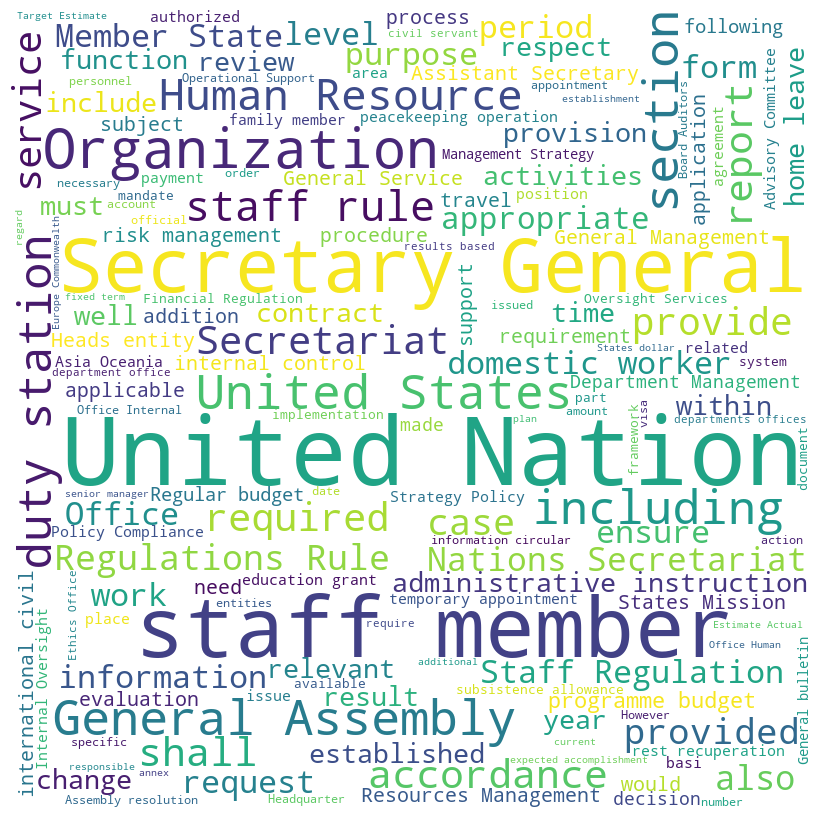 Target Estimate
authorized
process
civil servant
period
following
Member State
level
purpose
respect
section
function
review
Operational Support
area
Assistant Secretary
form
service
personnel
appointment
include
Human Resource
establishment
Board Auditors
Advisory Committee
home leave
subject
family member
peacekeeping operation
provision
application
agreement
report
Organization
Management Strategy
necessary
payment
order
General Service
activities
mandate
must
account
staff rule
travel
position
appropriate
official
regard
risk management
procedure
results based
General Management
Europe Commonwealth
Secretary General
fixed term
Financial Regulation
issued
Oversight Services
well
addition
contract
support
time
provide
duty station
Heads entity
Secretariat
requirement
States dollar
related
Asia Oceania
internal control
domestic worker
system
department office
applicable
United States
Department Management
part
within
Office Internal
implementation
made
amount
visa
departments offices
framework
plan
United Nation
document
senior manager
Regular budget
date
Strategy Policy
including
Office
required
case
ensure
Policy Compliance
information circular
action
Regulations Rule
Nations Secretariat
international civil
Internal Oversight
Ethics Office
work
need
education grant
administrative instruction
entities
temporary appointment
States Mission
place
staff member
require
Estimate Actual
Office Human
information
relevant
additional
Staff Regulation
General bulletin
evaluation
issue
available
result
subsistence allowance
programme budget
General Assembly
year
However
provided
specific
shall
established
current
expected accomplishment
rest recuperation
responsible
annex
change
request
accordance
basi
also
would
Assembly resolution
Headquarter
Resources Management
decision
number